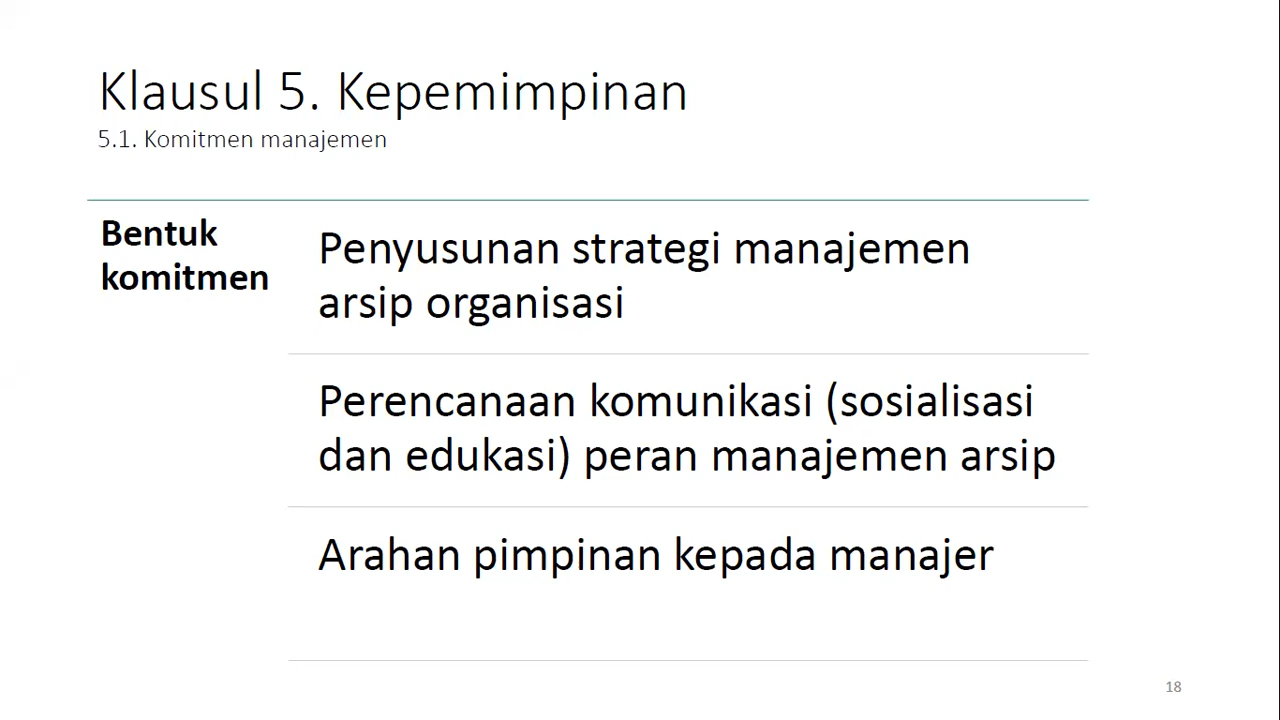 Klausul 5. Kepemimpinan
5.1. Komitmen manajemen
Bentuk
komitmen
Penyusunan strategi manajemen
arsip organisasi
Perencanaan komunikasi (sosialisasi
dan edukasi) peran manajemen arsip
Arahan pimpinan kepada manajer
18